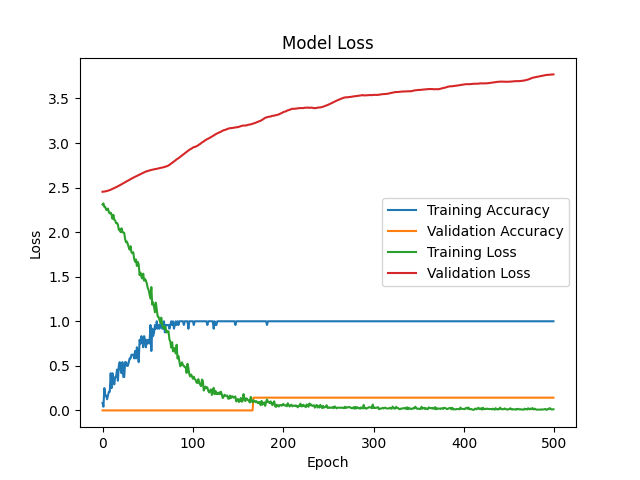 Model Loss
Loss
3.5
3.0
2.5
2.0
1.5
1.0
0.5
0.0
Training Accuracy
Validation Accuracy
Training Loss
Validation Loss
0 100 200 300 400 500
Epoch